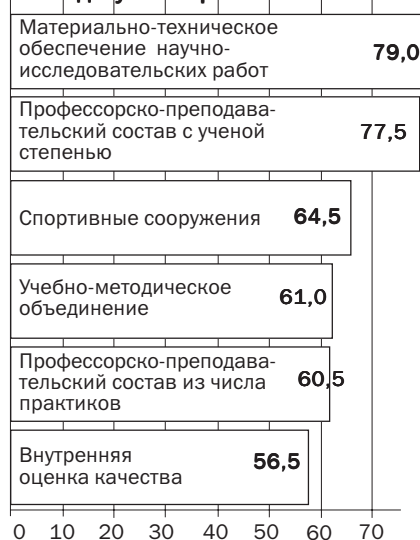 Материально-техническое
обеспечение научно-
исследовательских работ
79,0
Профессорско-преподава-
тельский состав с ученой
степенью
77,5
Спортивные сооружения
64,5
Учебно-методическое
объединение
61,0
Профессорско-преподава-
тельский состав из числа
практиков
60,5
Внутренняя
оценка качества
56,5
0 10 20 30 40 50 60 70